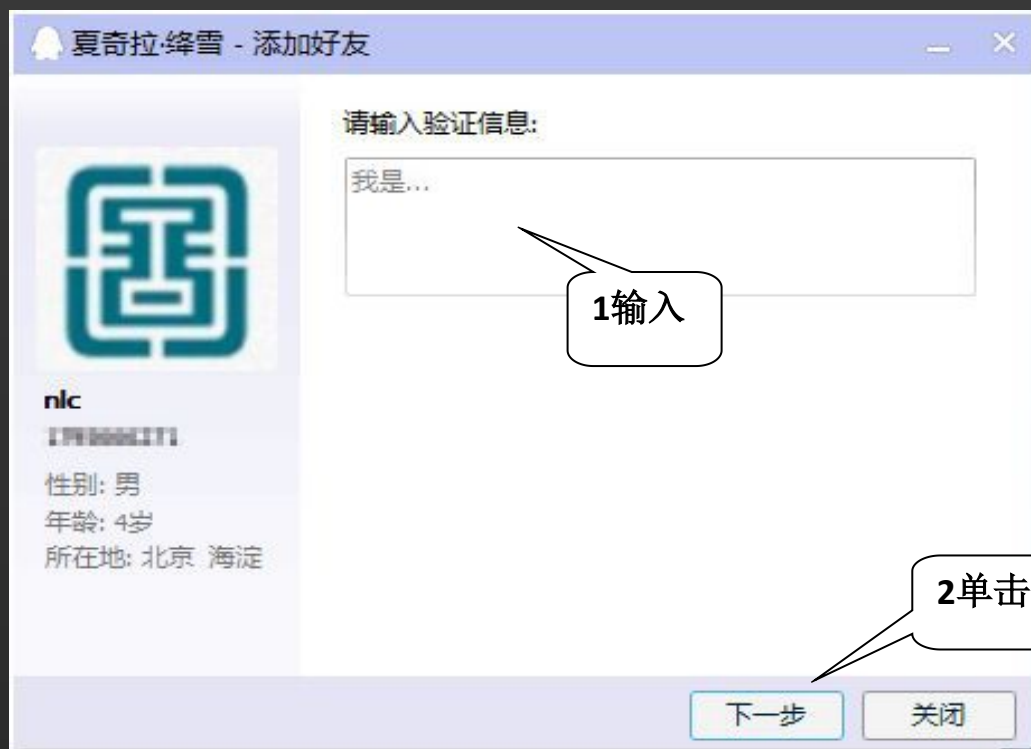 夏奇拉·绛雪 - 添加好友
请输入验证信息:
我是...
1输入
nlc
性别: 男
年龄: 4岁
所在地: 北京 海淀
2单击
下一步
关闭